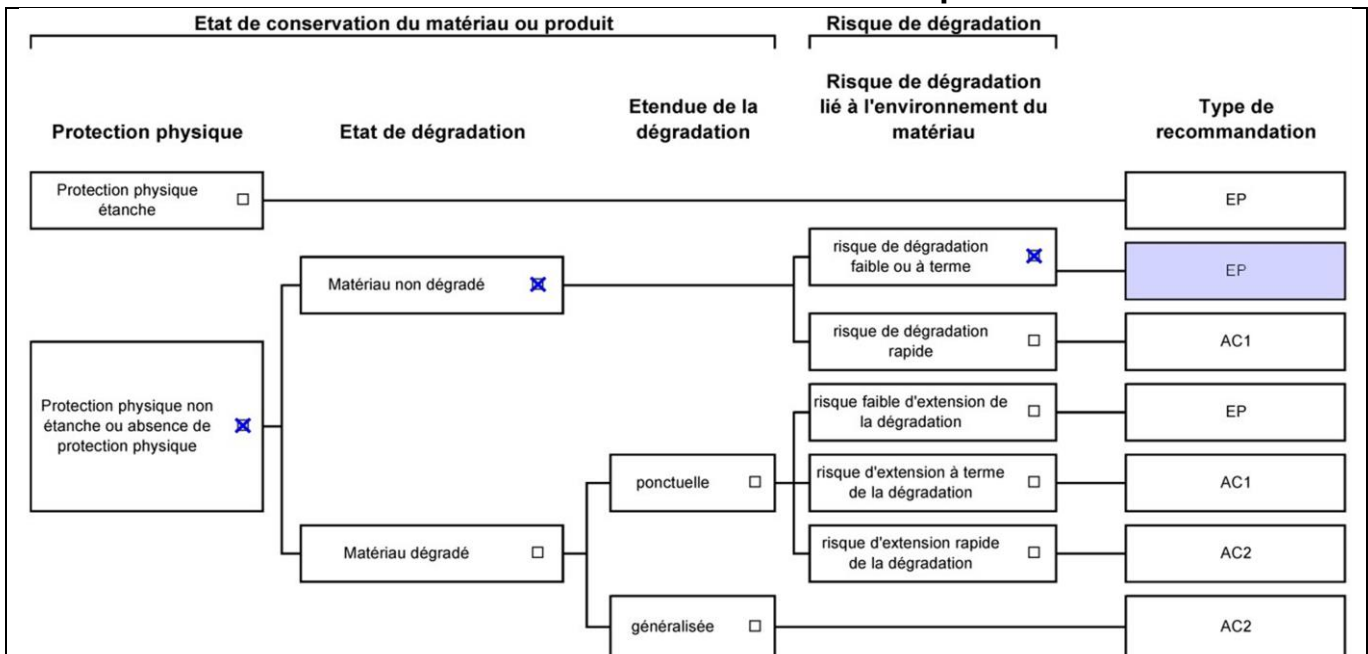 Etat de conservation du matériau ou produit
Risque de dégradation
Protection physique
Etat de dégradation
Etendue de la
dégradation
Risque de dégradation
lié à l'environnement du
matériau
Type de
recommandation
Protection physique
étanche
EP
risque de dégradation
faible ou à terme
EP
Matériau non dégradé
risque de dégradation
rapide
AC1
Protection physique non
étanche ou absence de
protection physique
risque faible d'extension de
la dégradation
EP
ponctuelle
risque d'extension à terme
de la dégradation
AC1
Matériau dégradé
risque d'extension rapide
de la dégradation
AC2
généralisée
AC2